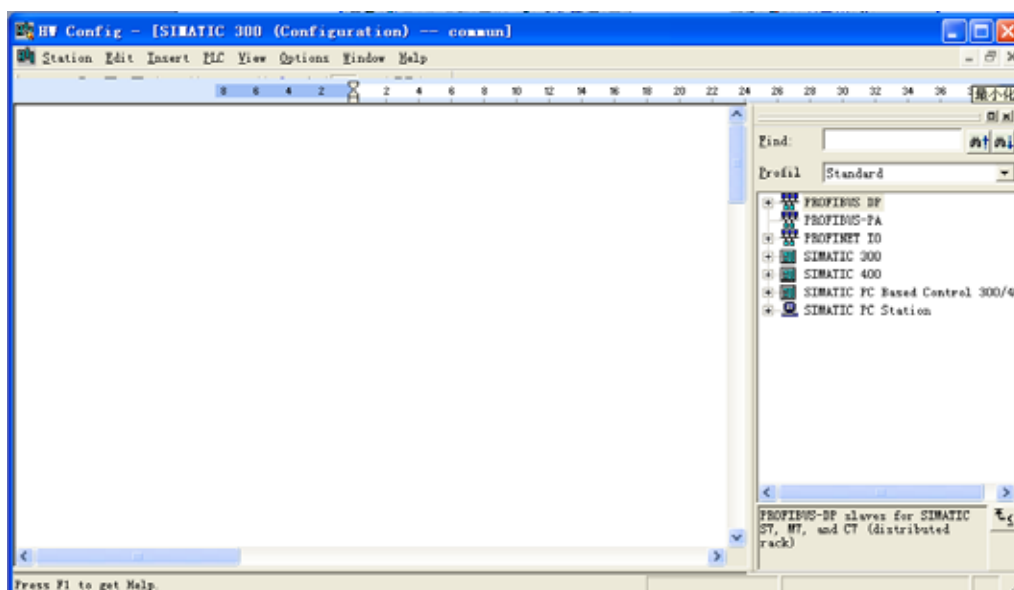 HW Config - [SIMATIC 300 (Configuration) -- commun]
Station Edit Insert PLC View Options Window Help
8 6 4 2 2 4 6 8 10 12 14 16 18 20 22 24 26 28 30 32 34 36
最小化
Find:
Profil Standard
PROFIBUS DP
PROFIBUS-PA
PROFINET IO
SIMATIC 300
SIMATIC 400
SIMATIC PC Based Control 300/4
SIMATIC PC Station
PROFIBUS-DP slaves for SIMATIC
S7, M7, and C7 (distributed
rack)
Press F1 to get Help.